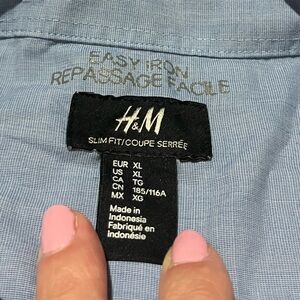 EASY IRON
REPASSAGE FACILE
H&M
SLIM FIT/COUPE SERRÉE
EUR XL
US XL
CA TG
CN 185/116A
MX XG
Made in
Indonesia
Fabriqué en
Indonésie